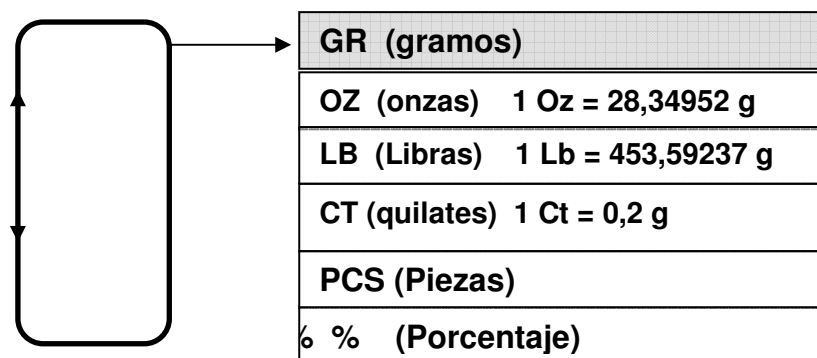 GR (gramos)
OZ (onzas) 1 Oz = 28,34952 g
LB (Libras) 1 Lb = 453,59237 g
CT (quilates) 1 Ct = 0,2 g
PCS (Piezas)
% % (Porcentaje)